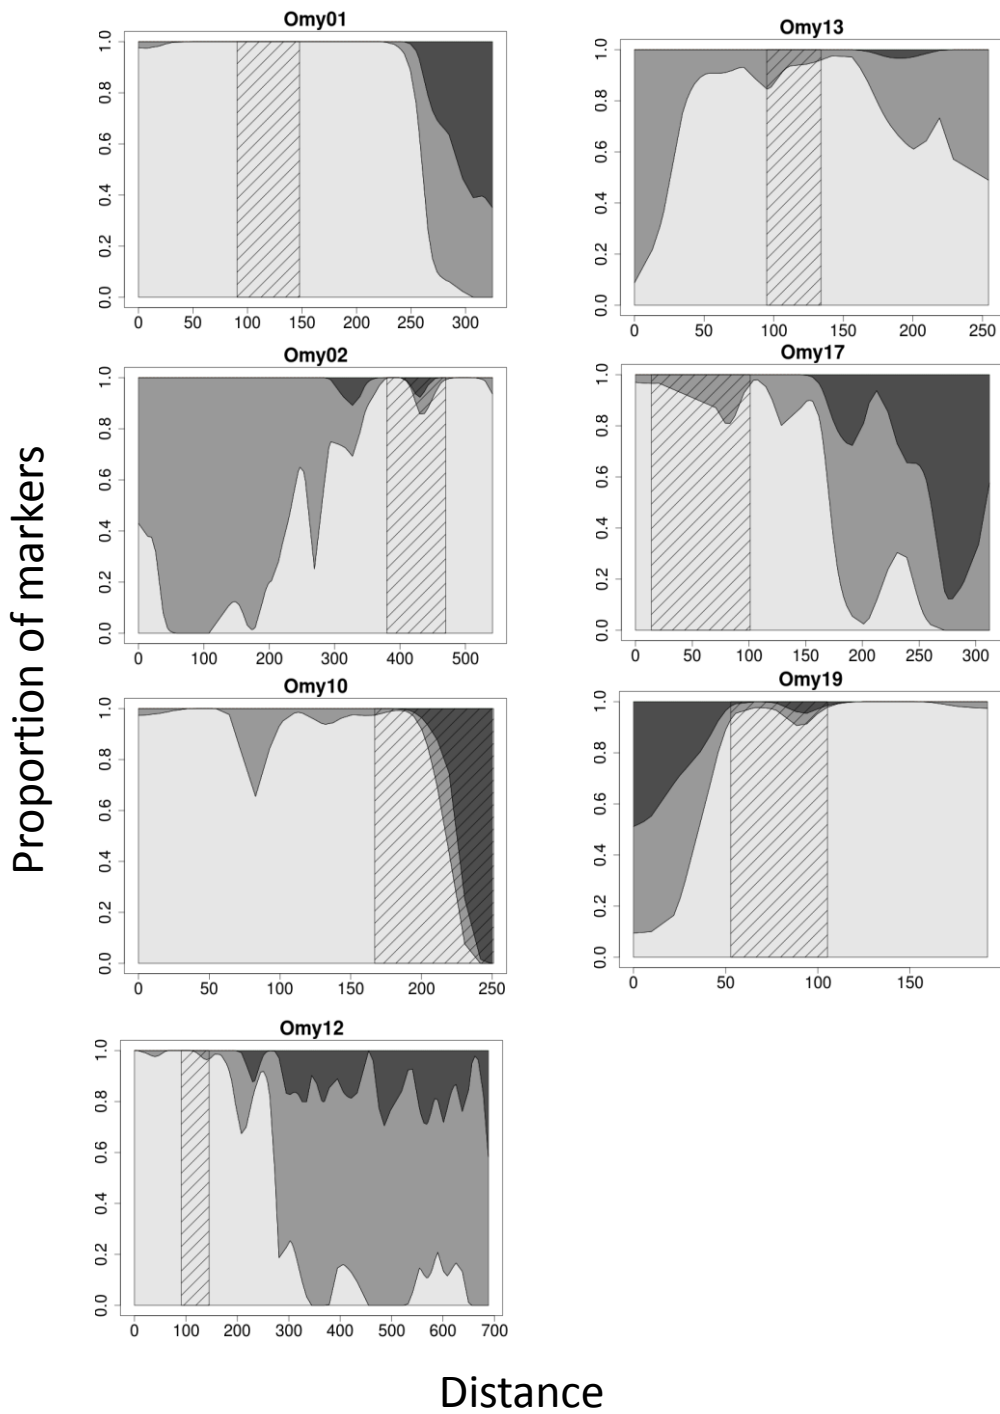 Proportion of markers
Omy01
0.0 0.2 0.4 0.6 0.8 1.0
0 50 100 150 200 250 300
Omy02
0.0 0.2 0.4 0.6 0.8 1.0
0 100 200 300 400 500
Omy10
0.0 0.2 0.4 0.6 0.8 1.0
0 50 100 150 200 250
Omy12
0.0 0.2 0.4 0.6 0.8 1.0
0 100 200 300 400 500 600 700
Omy13
0.0 0.2 0.4 0.6 0.8 1.0
0 50 100 150 200 250
Omy17
0.0 0.2 0.4 0.6 0.8 1.0
0 50 100 150 200 250 300
Omy19
0.0 0.2 0.4 0.6 0.8 1.0
0 50 100 150
Distance